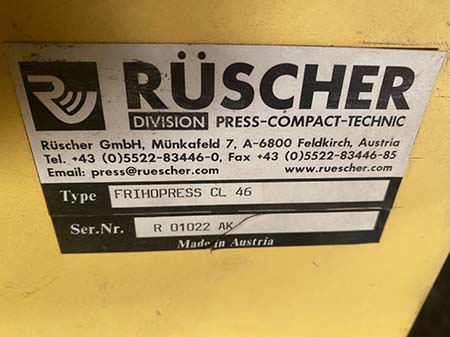 RÜSCHER
DIVISION PRESS-COMPACT-TECHNIC
Rüscher GmbH, Münkafeld 7, A-6800 Feldkirch, Austria
Tel. +43 (0)5522-83446-0, Fax +43 (0)5522-83446-85
Email: press@ruescher.com www.ruescher.com
Type FRIHOPRESS CL 46
Ser.Nr. R 01022 AK
Made in Austria